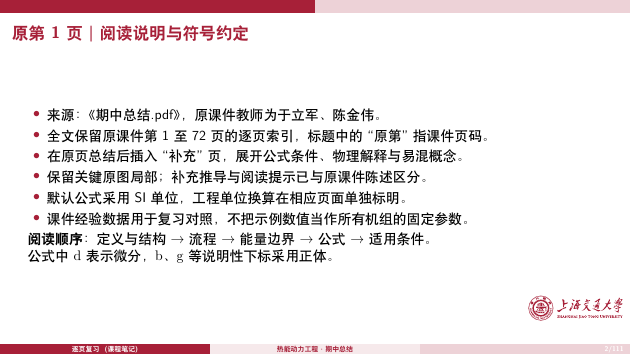 原第 1 页 | 阅读说明与符号约定
• 来源：《期中总结.pdf》，原课件教师为于立军、陈金伟。
• 全文保留原课件第 1 至 72 页的逐页索引，标题中的 “原第” 指课件页码。
• 在原页总结后插入 “补充” 页，展开公式条件、物理解释与易混概念。
• 保留关键原图局部；补充推导与阅读提示已与原课件陈述区分。
• 默认公式采用 SI 单位，工程单位换算在相应页面单独标明。
• 课件经验数据用于复习对照，不把示例数值当作所有机组的固定参数。
阅读顺序：定义与结构 → 流程 → 能量边界 → 公式 → 适用条件。
公式中 d 表示微分，b、g 等说明性下标采用正体。
上海交通大学
SHANGHAI JIAO TONG UNIVERSITY
逐页复习（课程笔记） 热能动力工程 · 期中总结 2/111